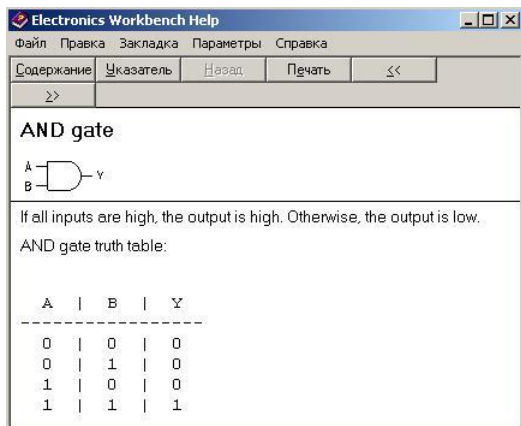 Electronics Workbench Help
Файл Правка Закладка Параметры Справка
Содержание Указатель Назад Печать <<
>>
AND gate
A
Y
B
If all inputs are high, the output is high. Otherwise, the output is low.
AND gate truth table:
A | B | Y
------------------
0 | 0 | 0
0 | 1 | 0
1 | 0 | 0
1 | 1 | 1